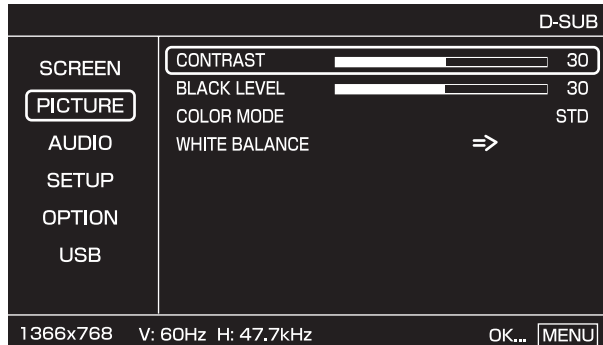 D-SUB
SCREEN
PICTURE
AUDIO
SETUP
OPTION
USB
CONTRAST 30
BLACK LEVEL 30
COLOR MODE STD
WHITE BALANCE =>
1366x768 V: 60Hz H: 47.7kHz OK... MENU